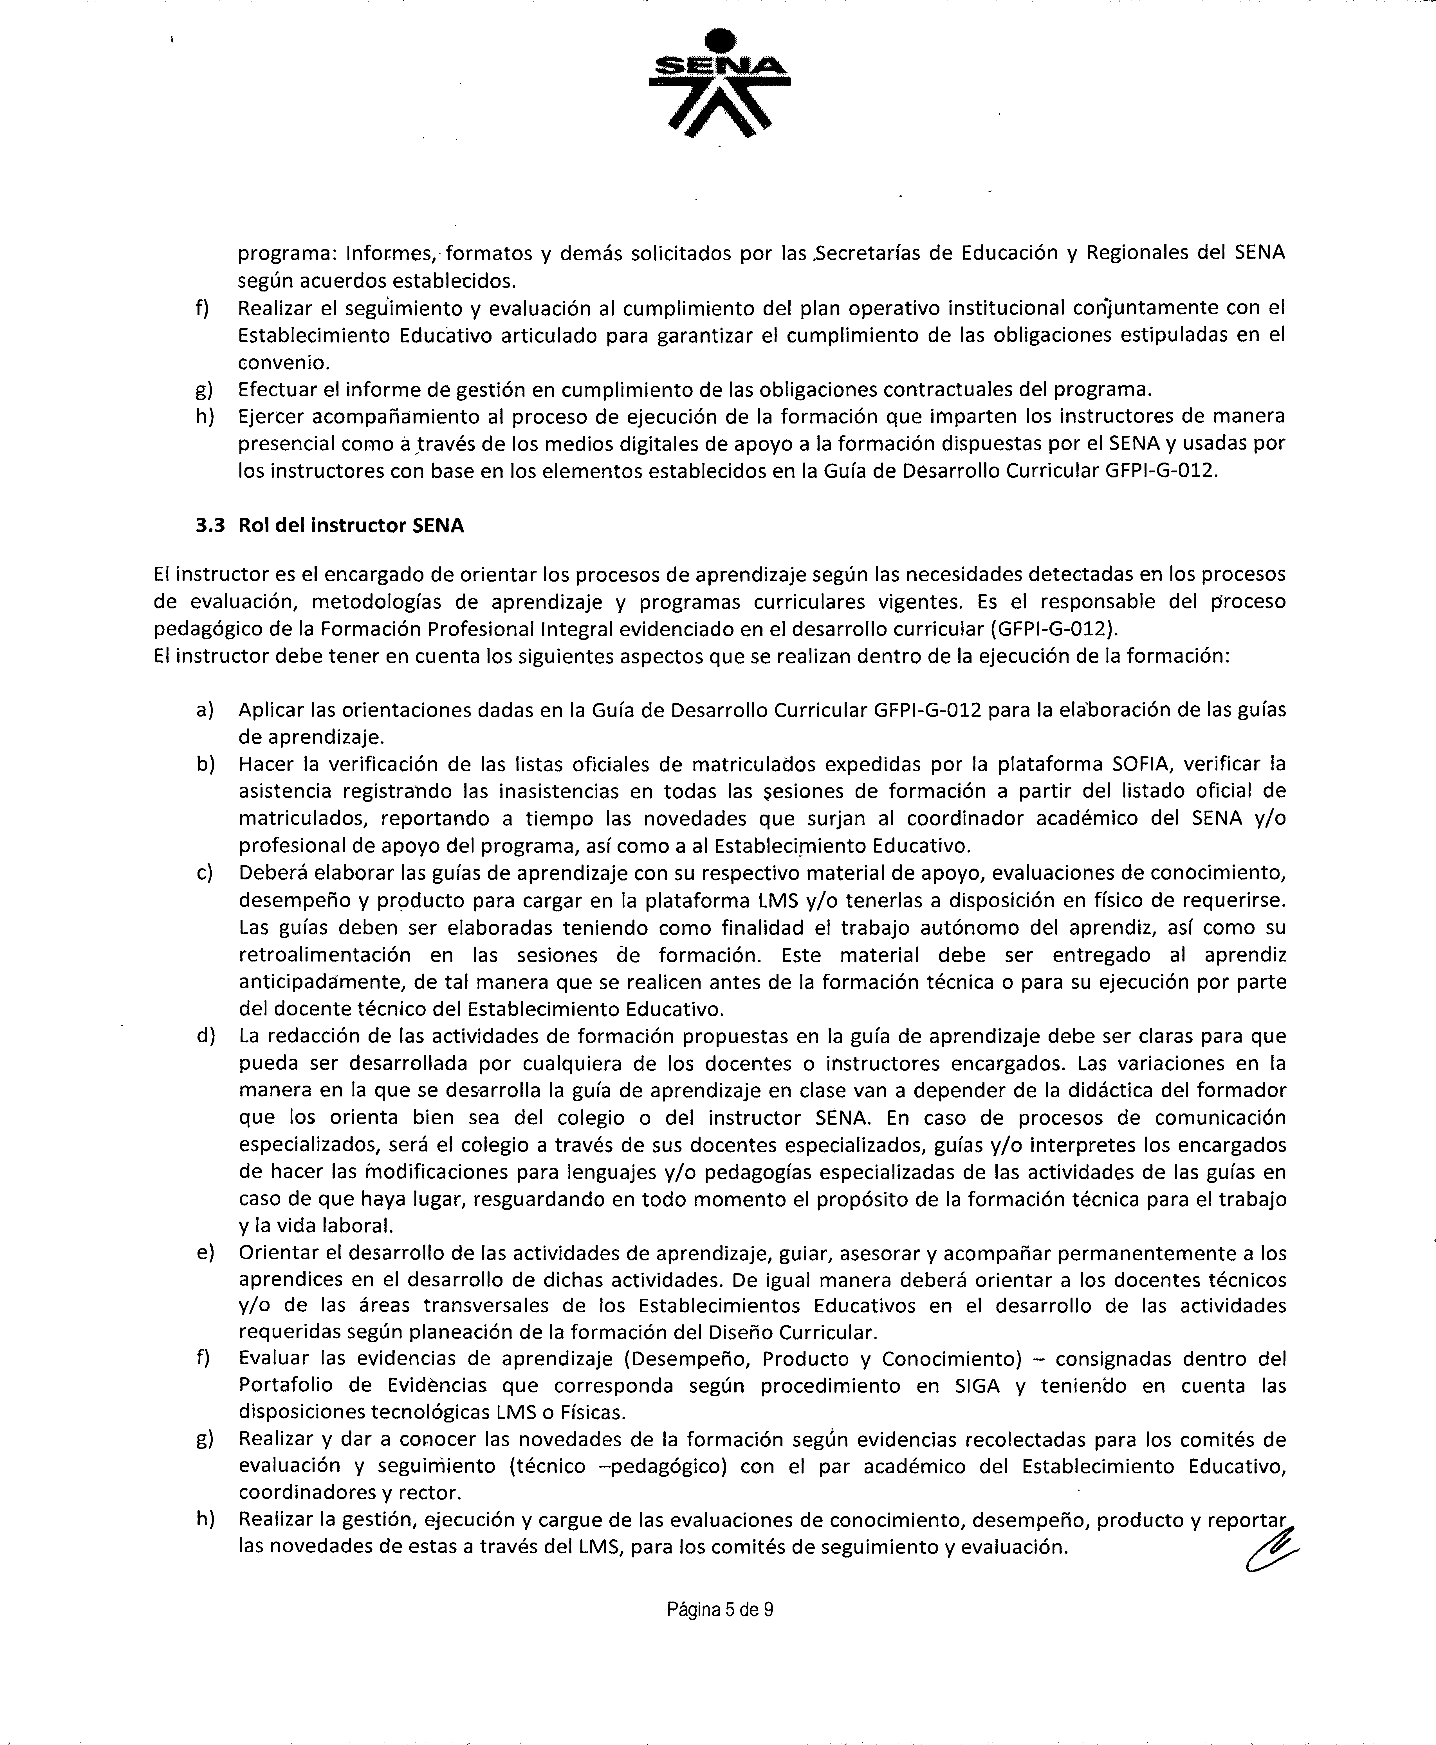 SENA
programa: Informes, formatos y demás solicitados por las Secretarías de Educación y Regionales del SENA
según acuerdos establecidos.
f) Realizar el seguimiento y evaluación al cumplimiento del plan operativo institucional conjuntamente con el
Establecimiento Educativo articulado para garantizar el cumplimiento de las obligaciones estipuladas en el
convenio.
g) Efectuar el informe de gestión en cumplimiento de las obligaciones contractuales del programa.
h) Ejercer acompañamiento al proceso de ejecución de la formación que imparten los instructores de manera
presencial como a través de los medios digitales de apoyo a la formación dispuestas por el SENA y usadas por
los instructores con base en los elementos establecidos en la Guía de Desarrollo Curricular GFPI-G-012.
3.3 Rol del instructor SENA
El instructor es el encargado de orientar los procesos de aprendizaje según las necesidades detectadas en los procesos
de evaluación, metodologías de aprendizaje y programas curriculares vigentes. Es el responsable del proceso
pedagógico de la Formación Profesional Integral evidenciado en el desarrollo curricular (GFPI-G-012).
El instructor debe tener en cuenta los siguientes aspectos que se realizan dentro de la ejecución de la formación:
a) Aplicar las orientaciones dadas en la Guía de Desarrollo Curricular GFPI-G-012 para la elaboración de las guías
de aprendizaje.
b) Hacer la verificación de las listas oficiales de matriculados expedidas por la plataforma SOFIA, verificar la
asistencia registrando las inasistencias en todas las sesiones de formación a partir del listado oficial de
matriculados, reportando a tiempo las novedades que surjan al coordinador académico del SENA y/o
profesional de apoyo del programa, así como a al Establecimiento Educativo.
c) Deberá elaborar las guías de aprendizaje con su respectivo material de apoyo, evaluaciones de conocimiento,
desempeño y producto para cargar en la plataforma LMS y/o tenerlas a disposición en físico de requerirse.
Las guías deben ser elaboradas teniendo como finalidad el trabajo autónomo del aprendiz, así como su
retroalimentación en las sesiones de formación. Este material debe ser entregado al aprendiz
anticipadamente, de tal manera que se realicen antes de la formación técnica o para su ejecución por parte
del docente técnico del Establecimiento Educativo.
d) La redacción de las actividades de formación propuestas en la guía de aprendizaje debe ser claras para que
pueda ser desarrollada por cualquiera de los docentes o instructores encargados. Las variaciones en la
manera en la que se desarrolla la guía de aprendizaje en clase van a depender de la didáctica del formador
que los orienta bien sea del colegio o del instructor SENA. En caso de procesos de comunicación
especializados, será el colegio a través de sus docentes especializados, guías y/o interpretes los encargados
de hacer las modificaciones para lenguajes y/o pedagogías especializadas de las actividades de las guías en
caso de que haya lugar, resguardando en todo momento el propósito de la formación técnica para el trabajo
y la vida laboral.
e) Orientar el desarrollo de las actividades de aprendizaje, guiar, asesorar y acompañar permanentemente a los
aprendices en el desarrollo de dichas actividades. De igual manera deberá orientar a los docentes técnicos
y/o de las áreas transversales de los Establecimientos Educativos en el desarrollo de las actividades
requeridas según planeación de la formación del Diseño Curricular.
f) Evaluar las evidencias de aprendizaje (Desempeño, Producto y Conocimiento) – consignadas dentro del
Portafolio de Evidencias que corresponda según procedimiento en SIGA y teniendo en cuenta las
disposiciones tecnológicas LMS o Físicas.
g) Realizar y dar a conocer las novedades de la formación según evidencias recolectadas para los comités de
evaluación y seguimiento (técnico –pedagógico) con el par académico del Establecimiento Educativo,
coordinadores y rector.
h) Realizar la gestión, ejecución y cargue de las evaluaciones de conocimiento, desempeño, producto y reportar
las novedades de estas a través del LMS, para los comités de seguimiento y evaluación.
Página 5 de 9